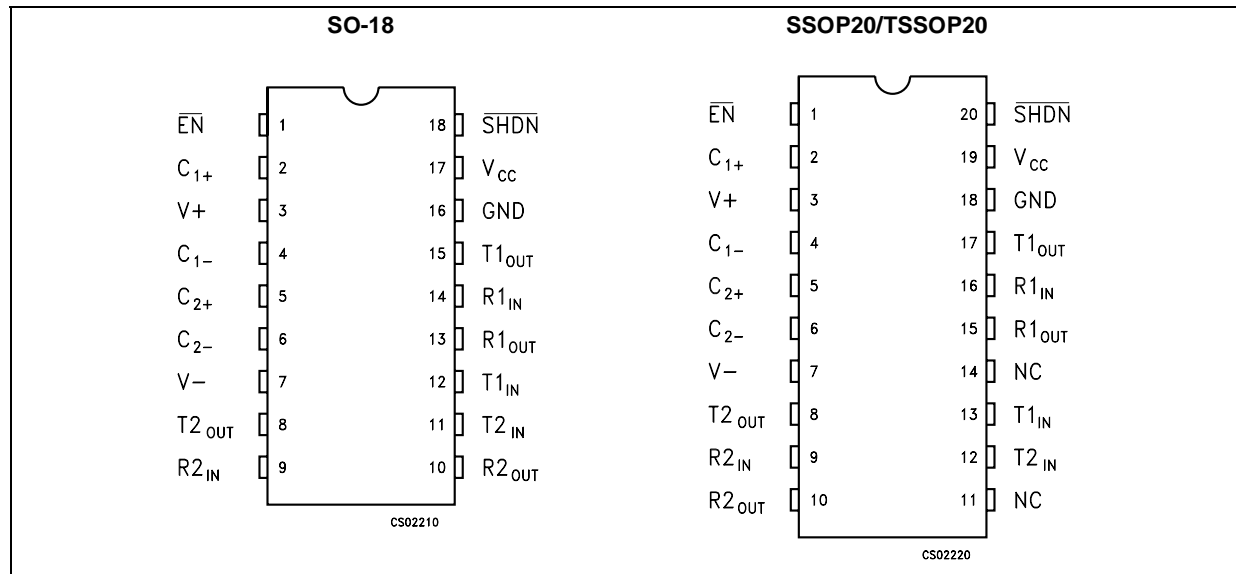 SO-18
SSOP20/TSSOP20
EN 1 18 SHDN
C1+ 2 17 VCC
V+ 3 16 GND
C1- 4 15 T1OUT
C2+ 5 14 R1IN
C2- 6 13 R1OUT
V- 7 12 T1IN
T2OUT 8 11 T2IN
R2IN 9 10 R2OUT
CS02210
EN 1 20 SHDN
C1+ 2 19 VCC
V+ 3 18 GND
C1- 4 17 T1OUT
C2+ 5 16 R1IN
C2- 6 15 R1OUT
V- 7 14 NC
T2OUT 8 13 T1IN
R2IN 9 12 T2IN
R2OUT 10 11 NC
CS02220